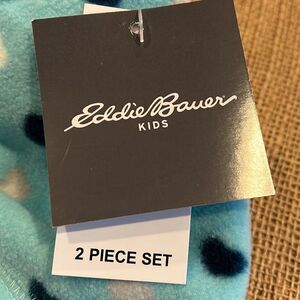 Eddie Bauer
KIDS
2 PIECE SET